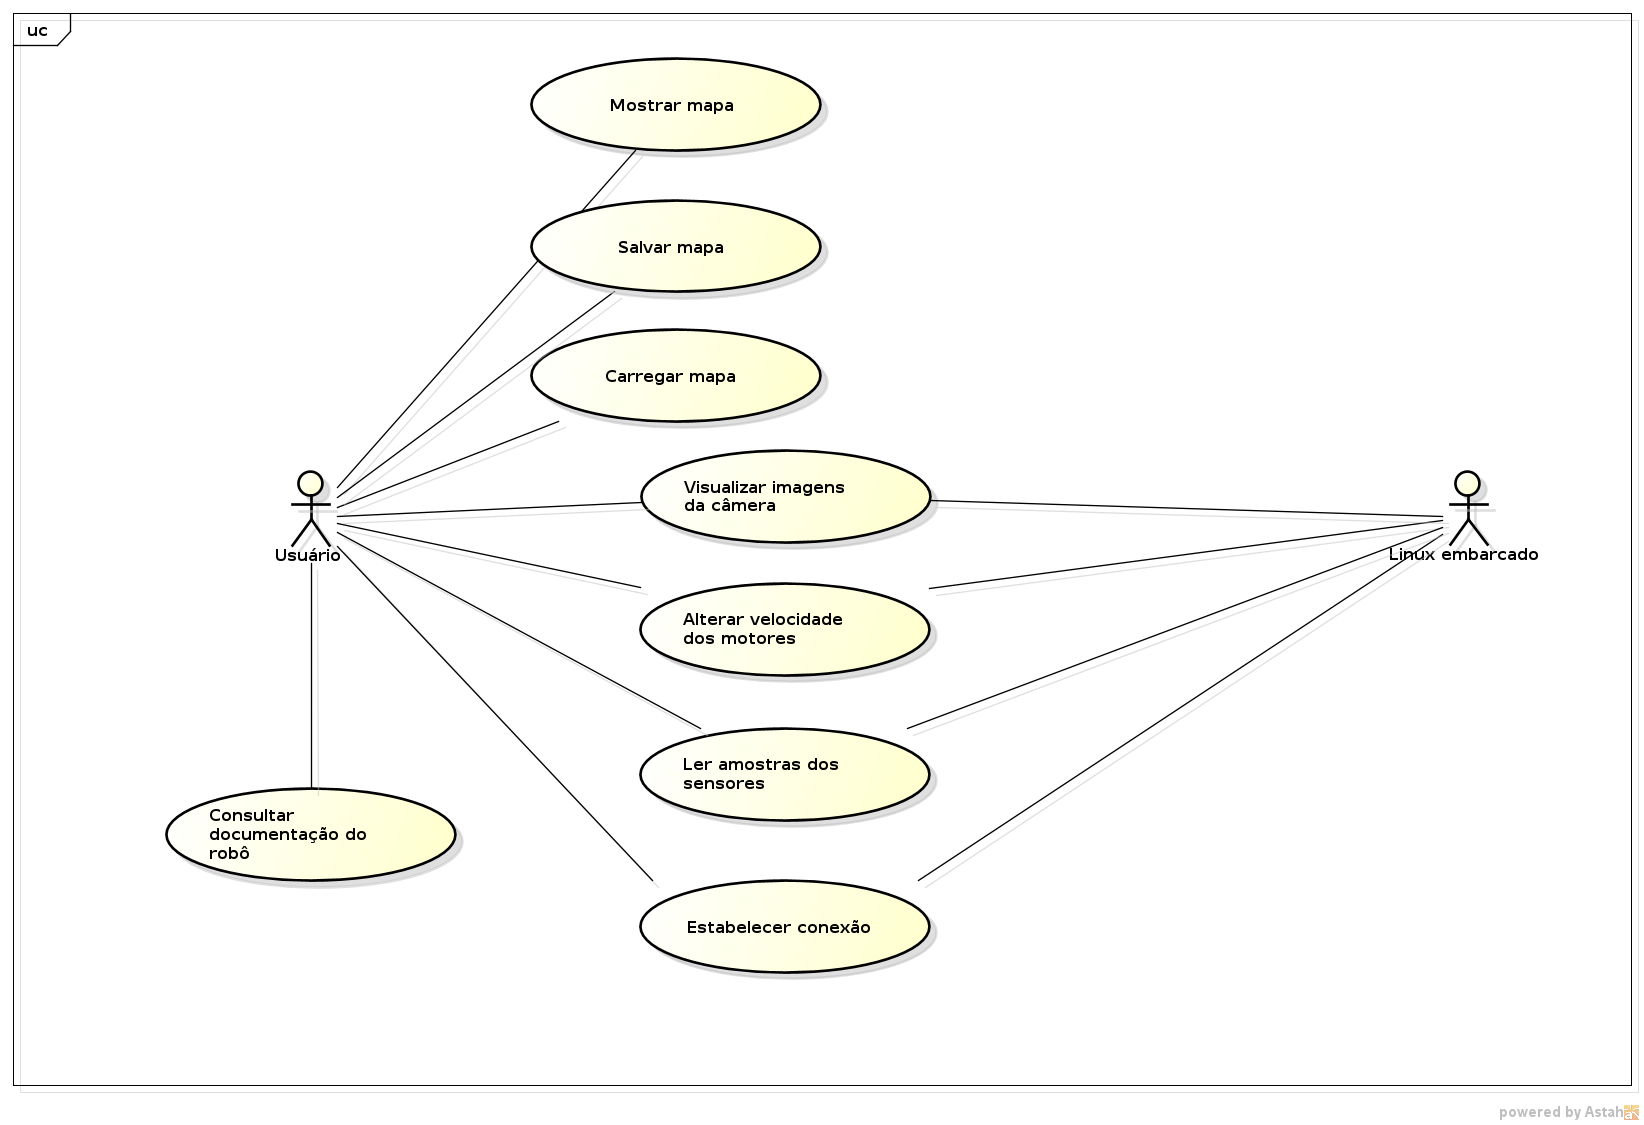 uc
Mostrar mapa
Salvar mapa
Carregar mapa
Visualizar imagens
da câmera
Usuário
Linux embarcado
Alterar velocidade
dos motores
Ler amostras dos
sensores
Consultar
documentação do
robô
Estabelecer conexão
powered by Astah